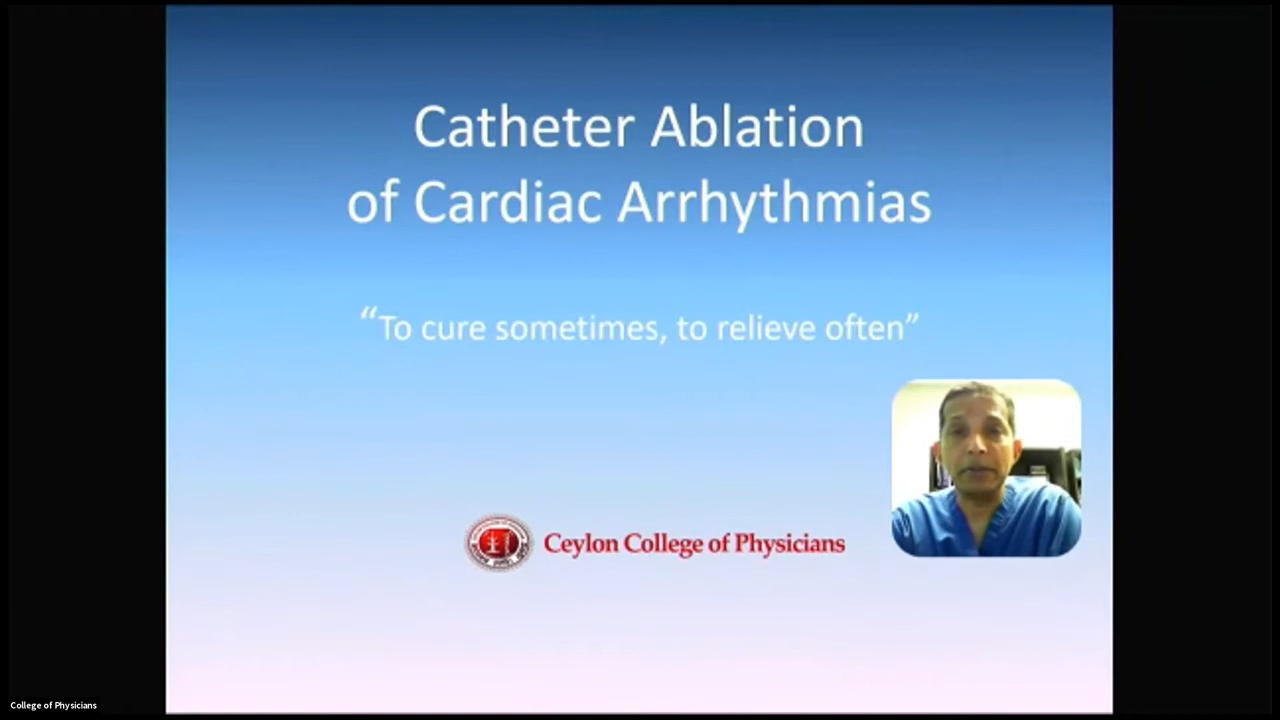 Catheter Ablation
of Cardiac Arrhythmias
“To cure sometimes, to relieve often”
Ceylon College of Physicians
College of Physicians